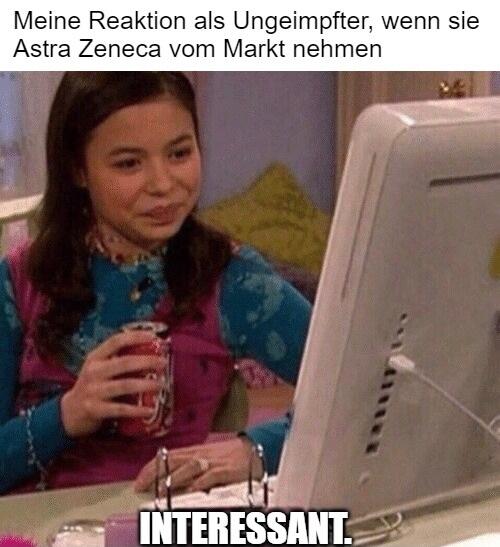 Meine Reaktion als Ungeimpfter, wenn sie
Astra Zeneca vom Markt nehmen
INTERESSANT.